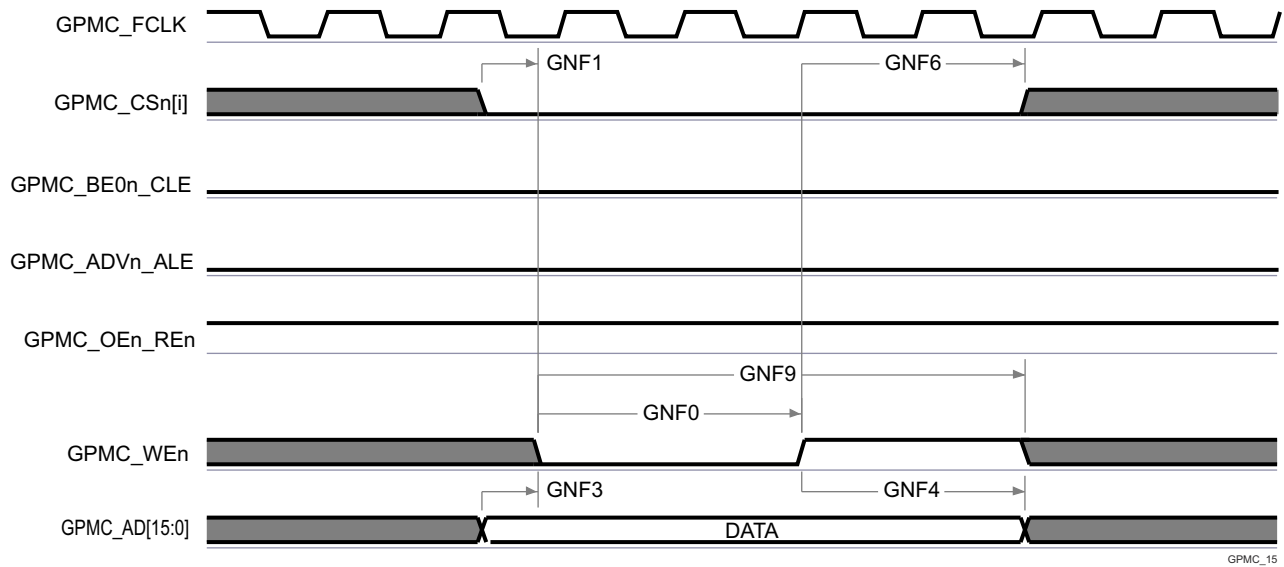 GPMC_FCLK
GNF1
GNF6
GPMC_CSn[i]
GPMC_BE0n_CLE
GPMC_ADVn_ALE
GPMC_OEn_REn
GNF9
GNF0
GPMC_WEn
GNF3
GNF4
GPMC_AD[15:0]
DATA
GPMC_15